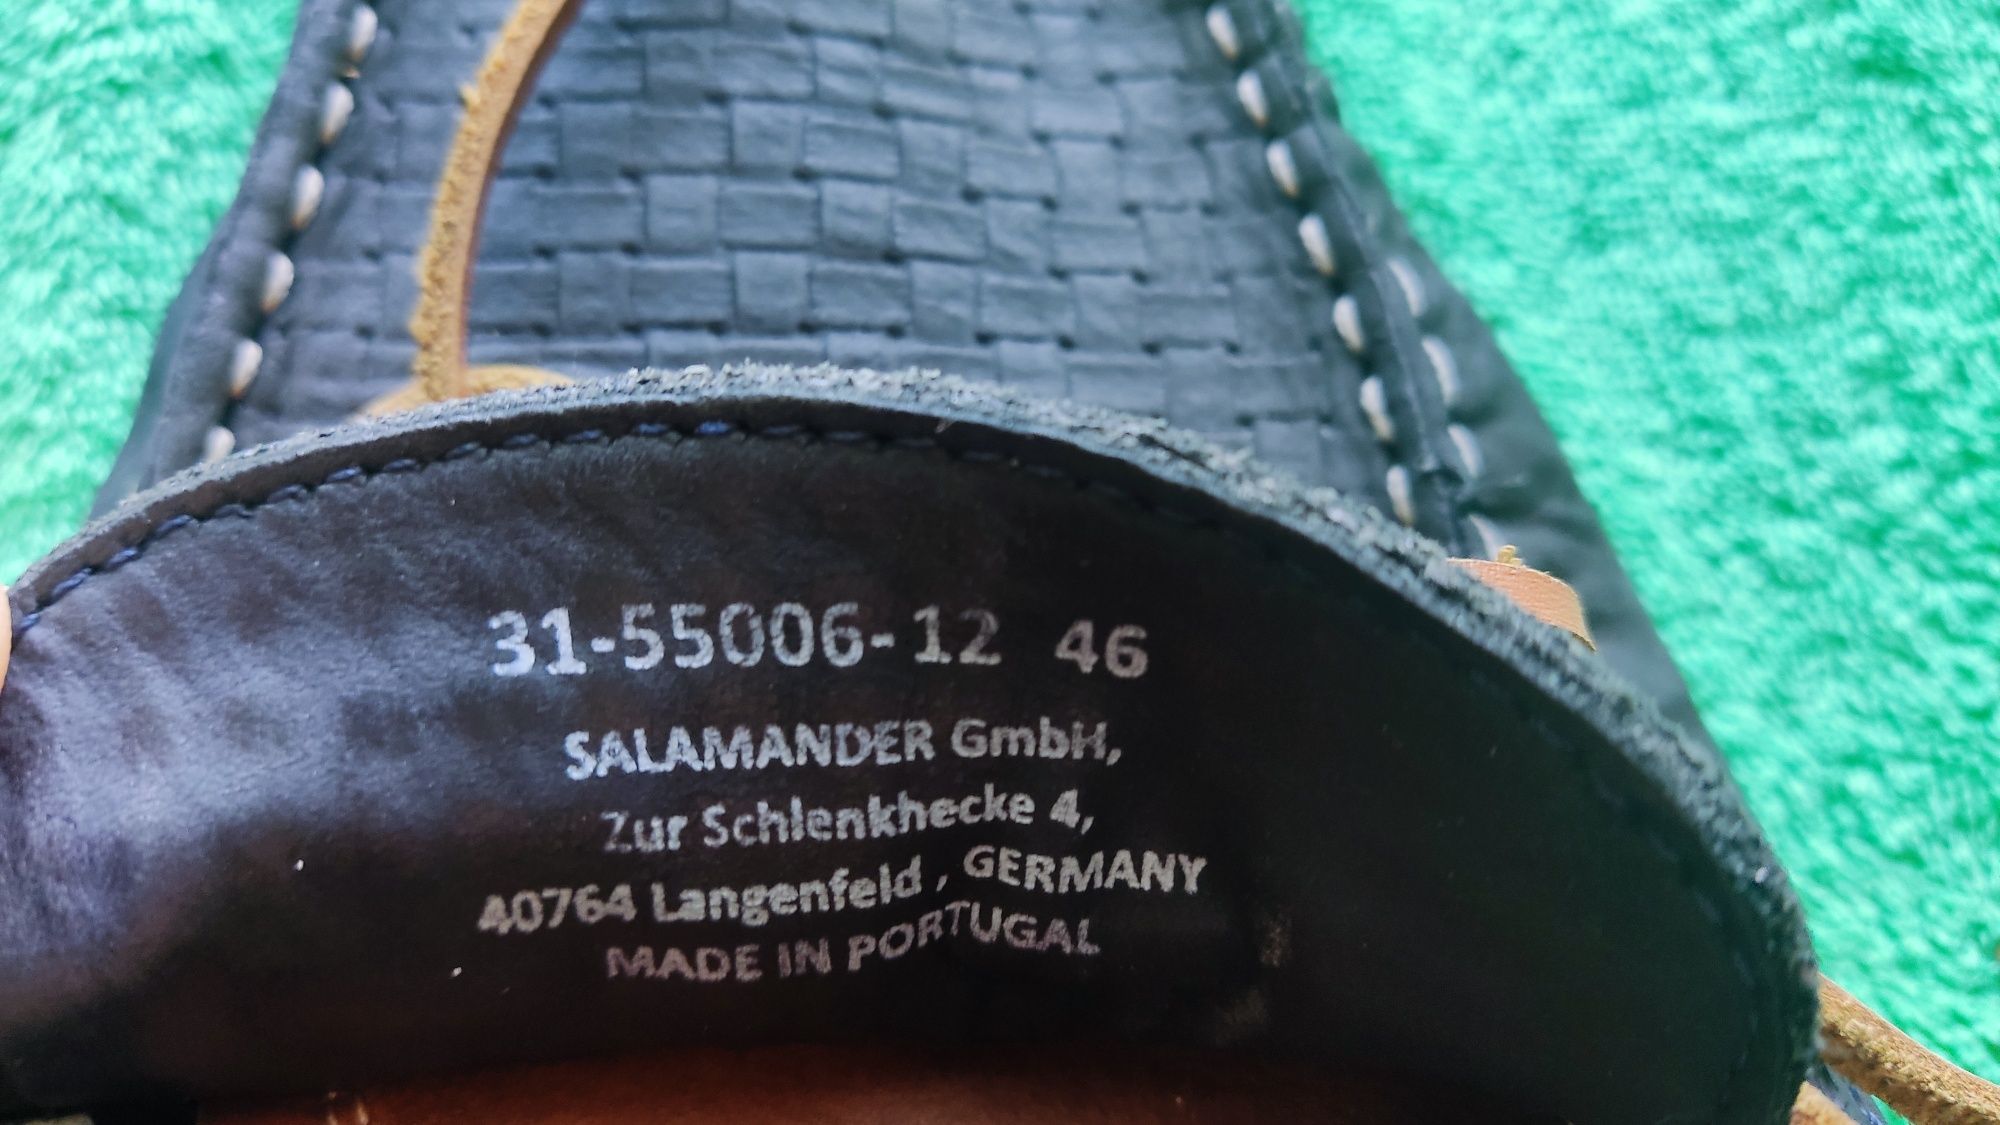 31-55006-12 46
SALAMANDER GmbH,
Zur Schlenkhecke 4,
40764 Langenfeld , GERMANY
MADE IN PORTUGAL